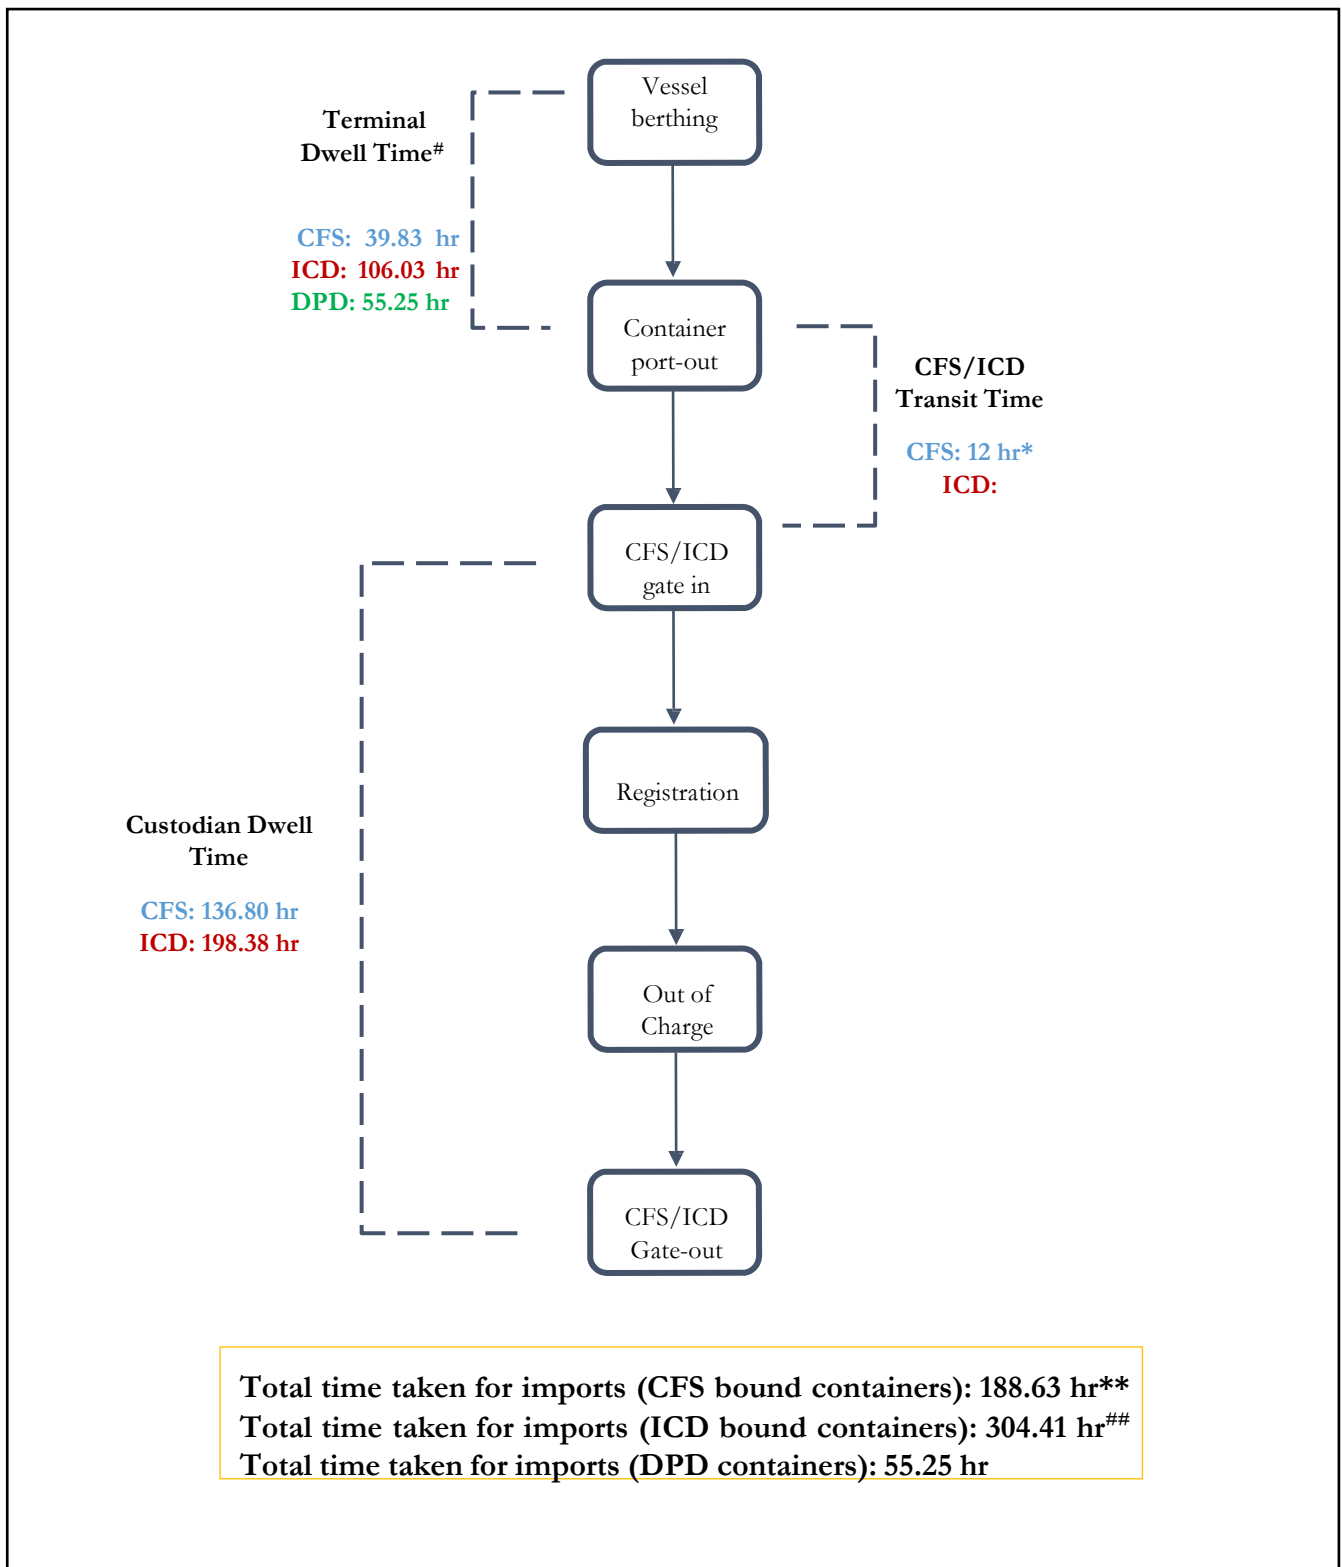 Vessel
berthing
Terminal
Dwell Time#
CFS: 39.83 hr
ICD: 106.03 hr
DPD: 55.25 hr
Container
port-out
CFS/ICD
Transit Time
CFS: 12 hr*
ICD:
CFS/ICD
gate in
Registration
Custodian Dwell
Time
CFS: 136.80 hr
ICD: 198.38 hr
Out of
Charge
CFS/ICD
Gate-out
Total time taken for imports (CFS bound containers): 188.63 hr**
Total time taken for imports (ICD bound containers): 304.41 hr##
Total time taken for imports (DPD containers): 55.25 hr